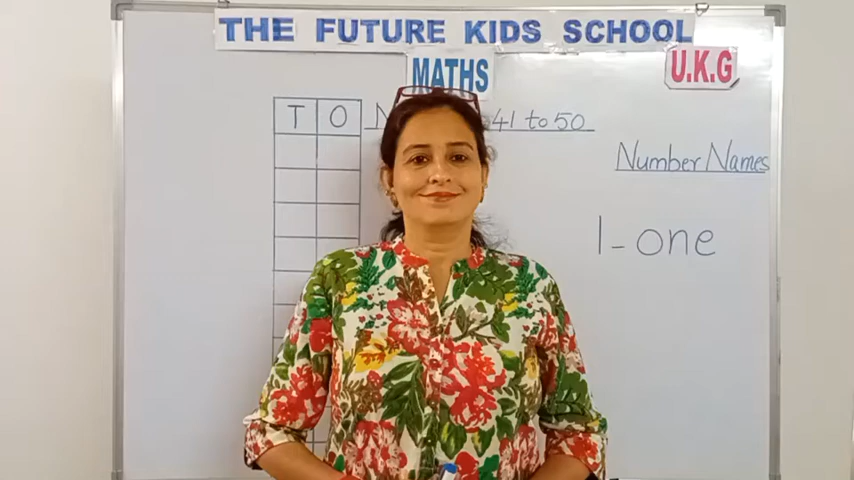 THE FUTURE KIDS SCHOOL
MATHS
U.K.G
T O
41 to 50
Number Names
1 - one